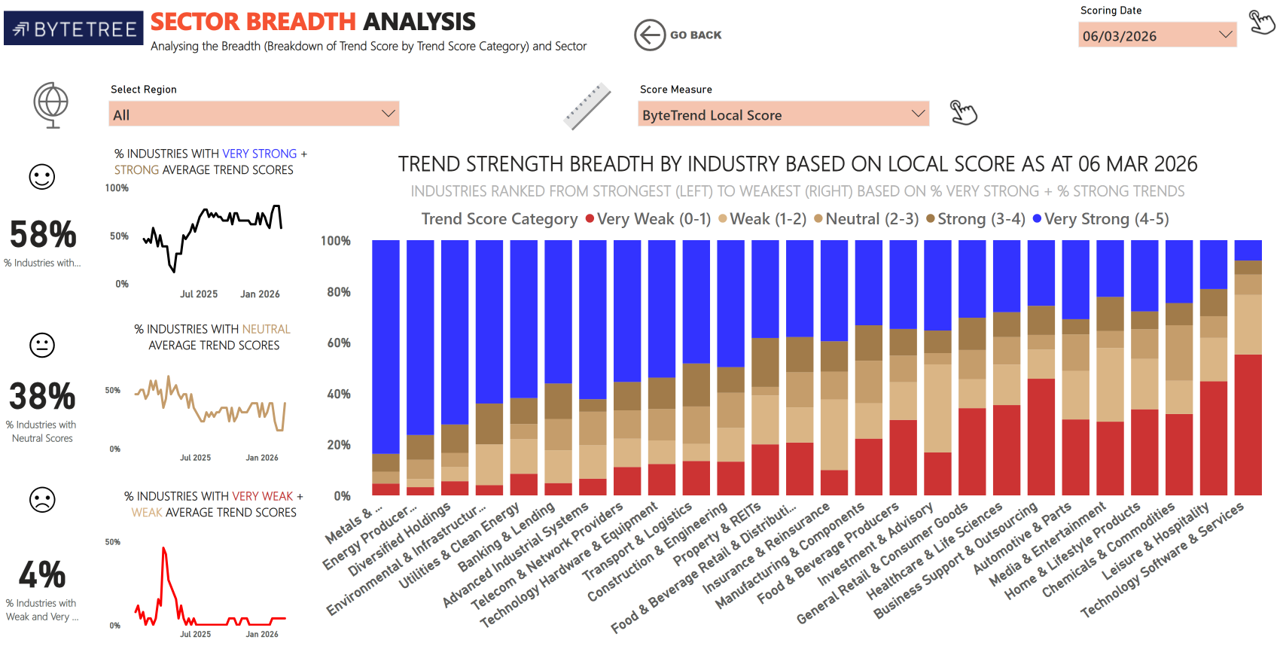 BYTETREE
SECTOR BREADTH ANALYSIS
Analysing the Breadth (Breakdown of Trend Score by Trend Score Category) and Sector
GO BACK
Scoring Date
06/03/2026
Select Region
All
Score Measure
ByteTrend Local Score
% INDUSTRIES WITH VERY STRONG +
STRONG AVERAGE TREND SCORES
100%
50%
0%
Jul 2025
Jan 2026
58%
% Industries with...
% INDUSTRIES WITH NEUTRAL
AVERAGE TREND SCORES
50%
0%
Jul 2025
Jan 2026
38%
% Industries with
Neutral Scores
% INDUSTRIES WITH VERY WEAK +
WEAK AVERAGE TREND SCORES
50%
0%
Jul 2025
Jan 2026
4%
% Industries with
Weak and Very ...
TREND STRENGTH BREADTH BY INDUSTRY BASED ON LOCAL SCORE AS AT 06 MAR 2026
INDUSTRIES RANKED FROM STRONGEST (LEFT) TO WEAKEST (RIGHT) BASED ON % VERY STRONG + % STRONG TRENDS
Trend Score Category Very Weak (0-1) Weak (1-2) Neutral (2-3) Strong (3-4) Very Strong (4-5)
100%
80%
60%
40%
20%
0%
Metals & ...
Energy Producer...
Diversified Holdings
Environmental & Infrastructur...
Utilities & Clean Energy
Banking & Lending
Advanced Industrial Systems
Telecom & Network Providers
Technology Hardware & Equipment
Transport & Logistics
Construction & Engineering
Property & REITs
Food & Beverage Retail & Distributi...
Insurance & Reinsurance
Manufacturing & Components
Food & Beverage Producers
Investment & Advisory
General Retail & Consumer Goods
Healthcare & Life Sciences
Business Support & Outsourcing
Automotive & Parts
Media & Entertainment
Home & Lifestyle Products
Chemicals & Commodities
Leisure & Hospitality
Technology Software & Services